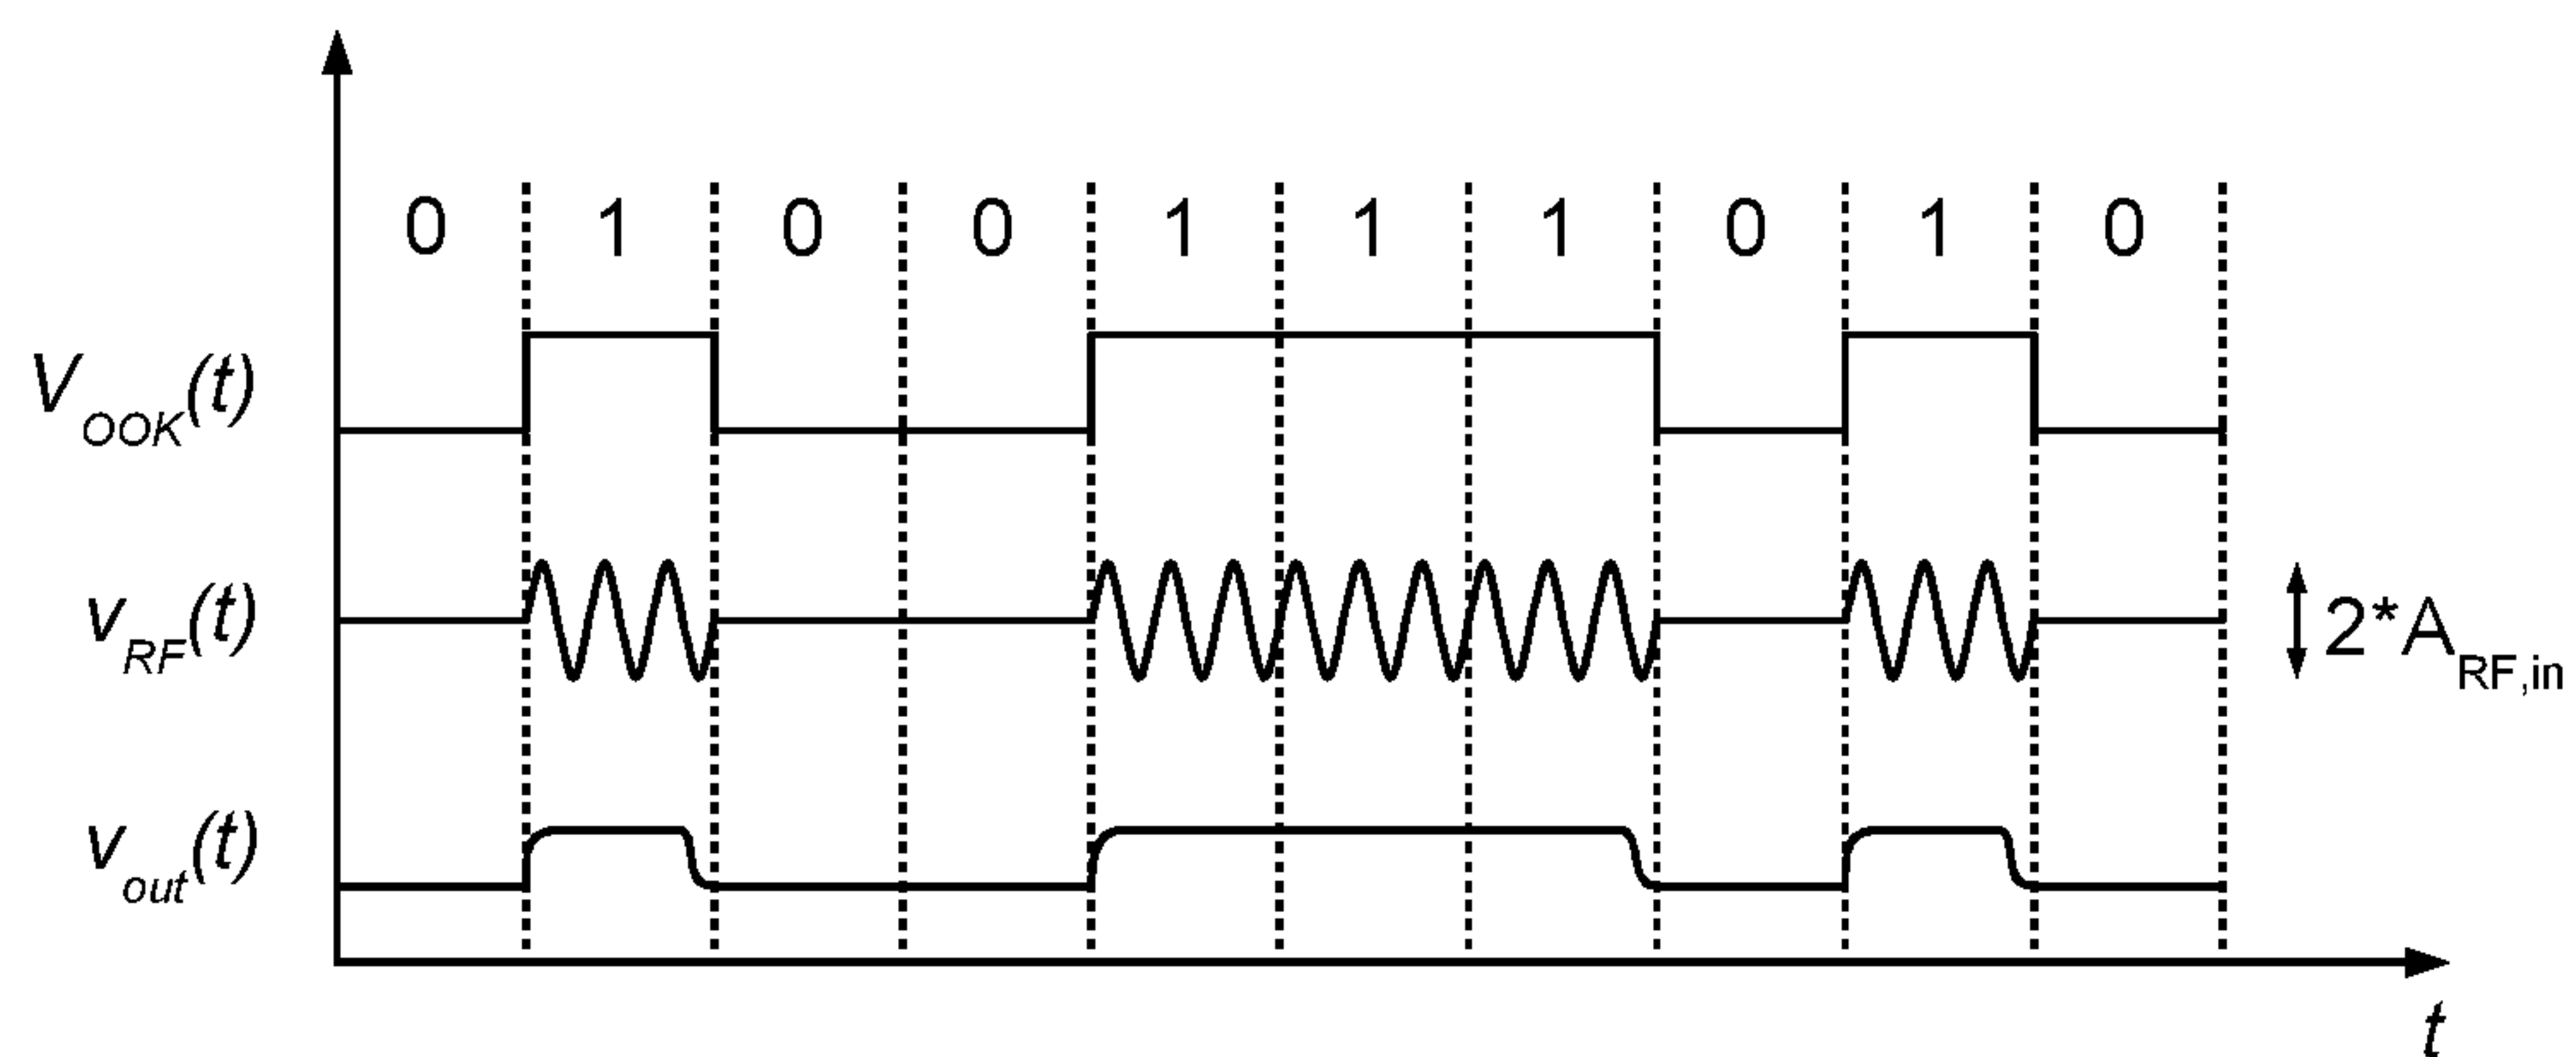 0 1 0 0 1 1 1 0 1 0
V_OOK(t)
v_RF(t)
2*A_RF,in
v_out(t)
t